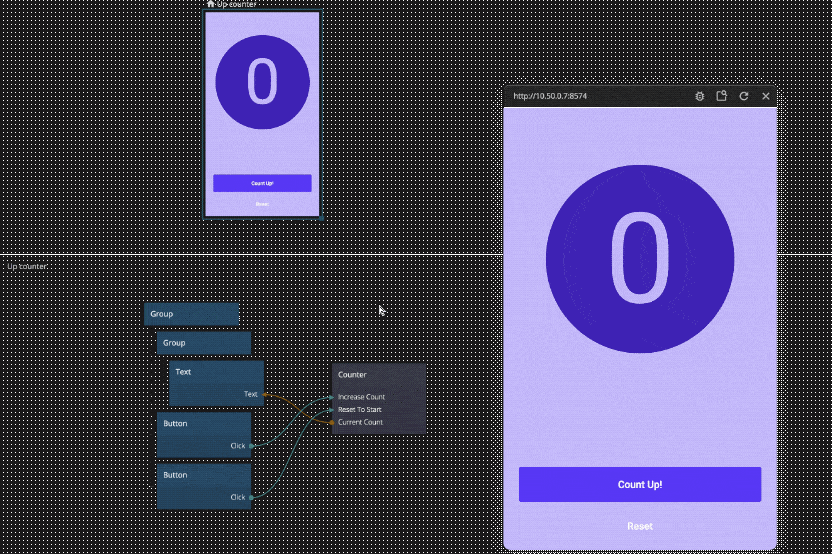 Up counter
0
Count Up!
Reset
http://10.50.0.7:8574
0
Count Up!
Reset
Up counter
Group
Group
Text
Text
Button
Click
Button
Click
Counter
Increase Count
Reset To Start
Current Count